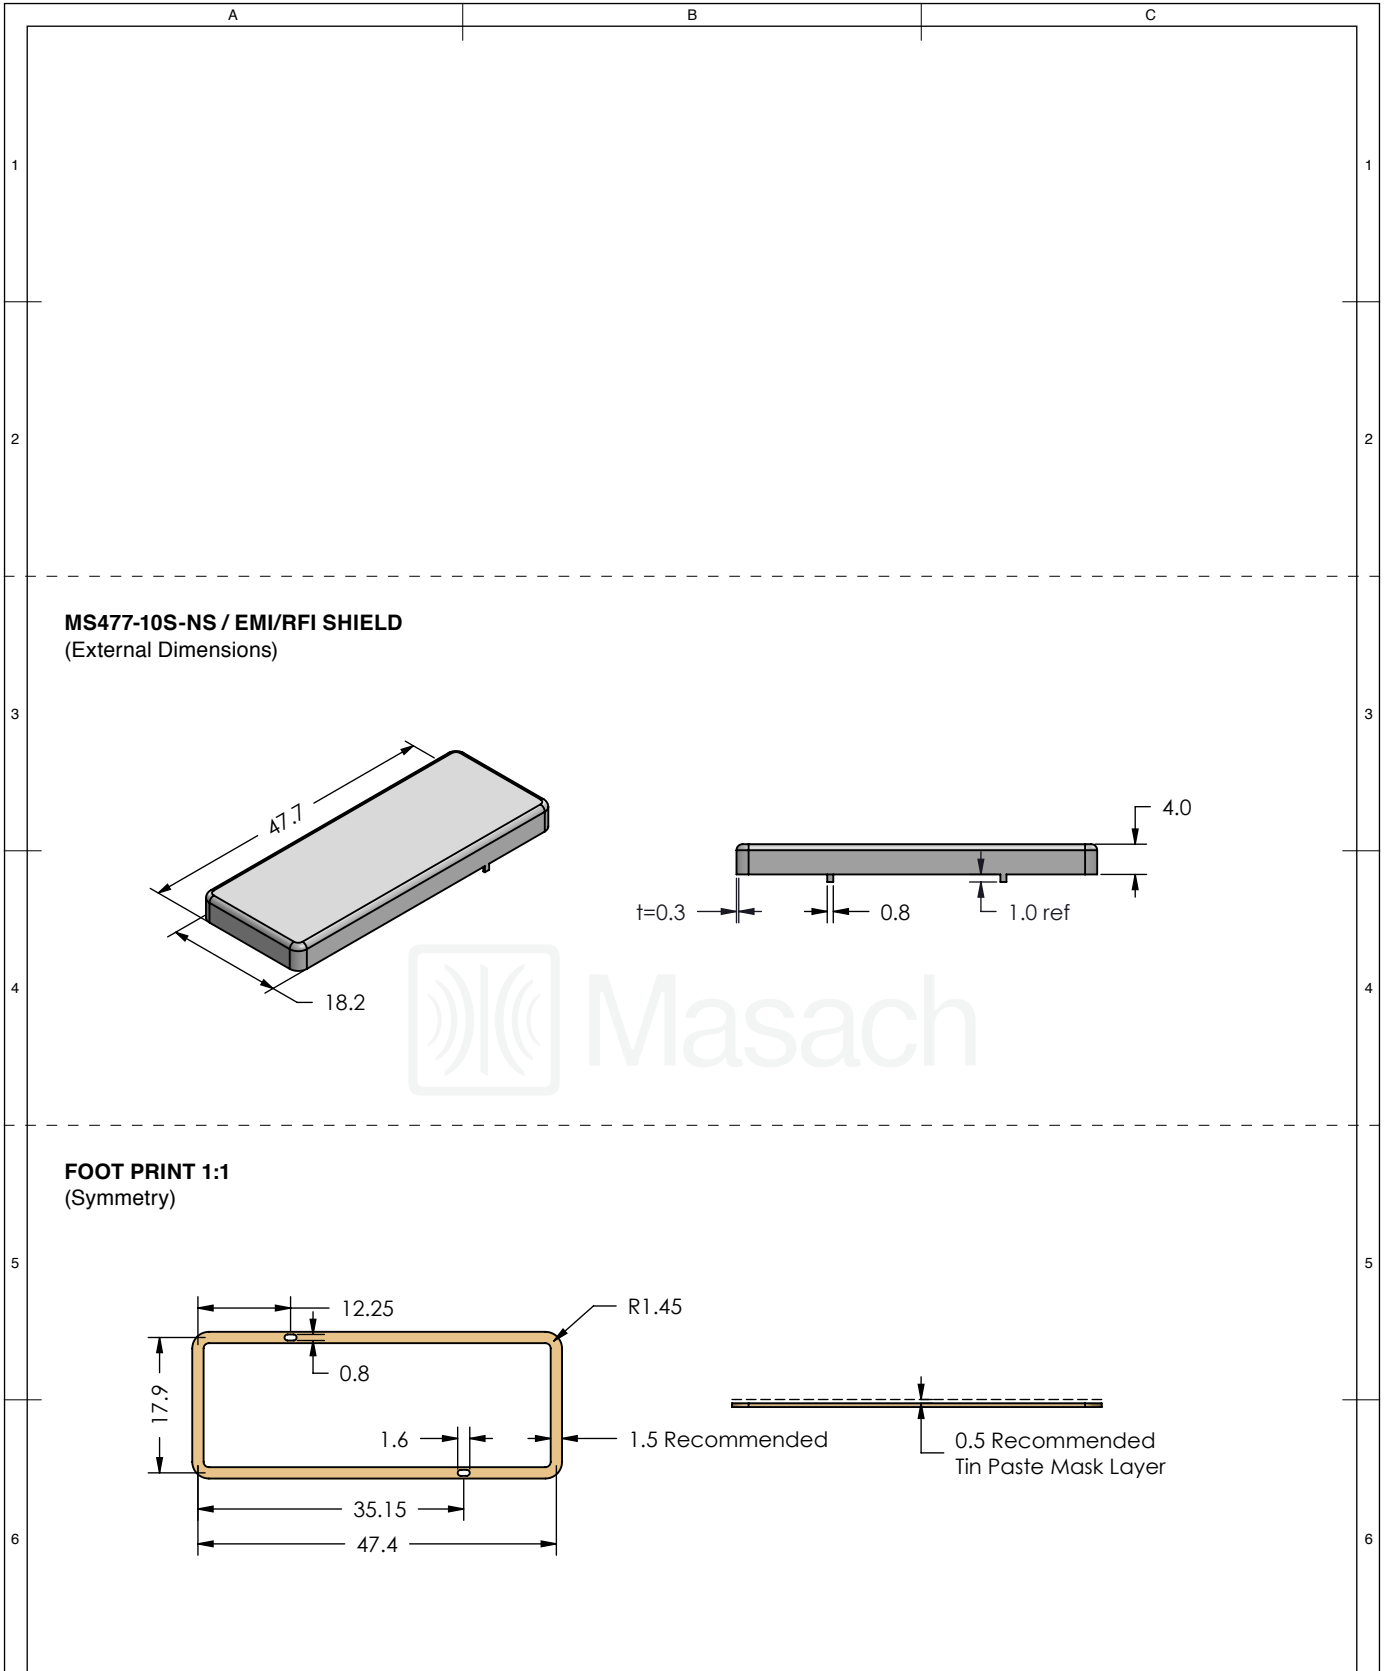 A B C
1 1
2 2
MS477-10S-NS / EMI/RFI SHIELD
(External Dimensions)
3 3
47.7
4.0
t=0.3 0.8 1.0 ref
18.2
4 4
Masach
FOOT PRINT 1:1
(Symmetry)
5 5
12.25 R1.45
0.8
17.9
1.6 1.5 Recommended 0.5 Recommended
Tin Paste Mask Layer
35.15
47.4
6 6